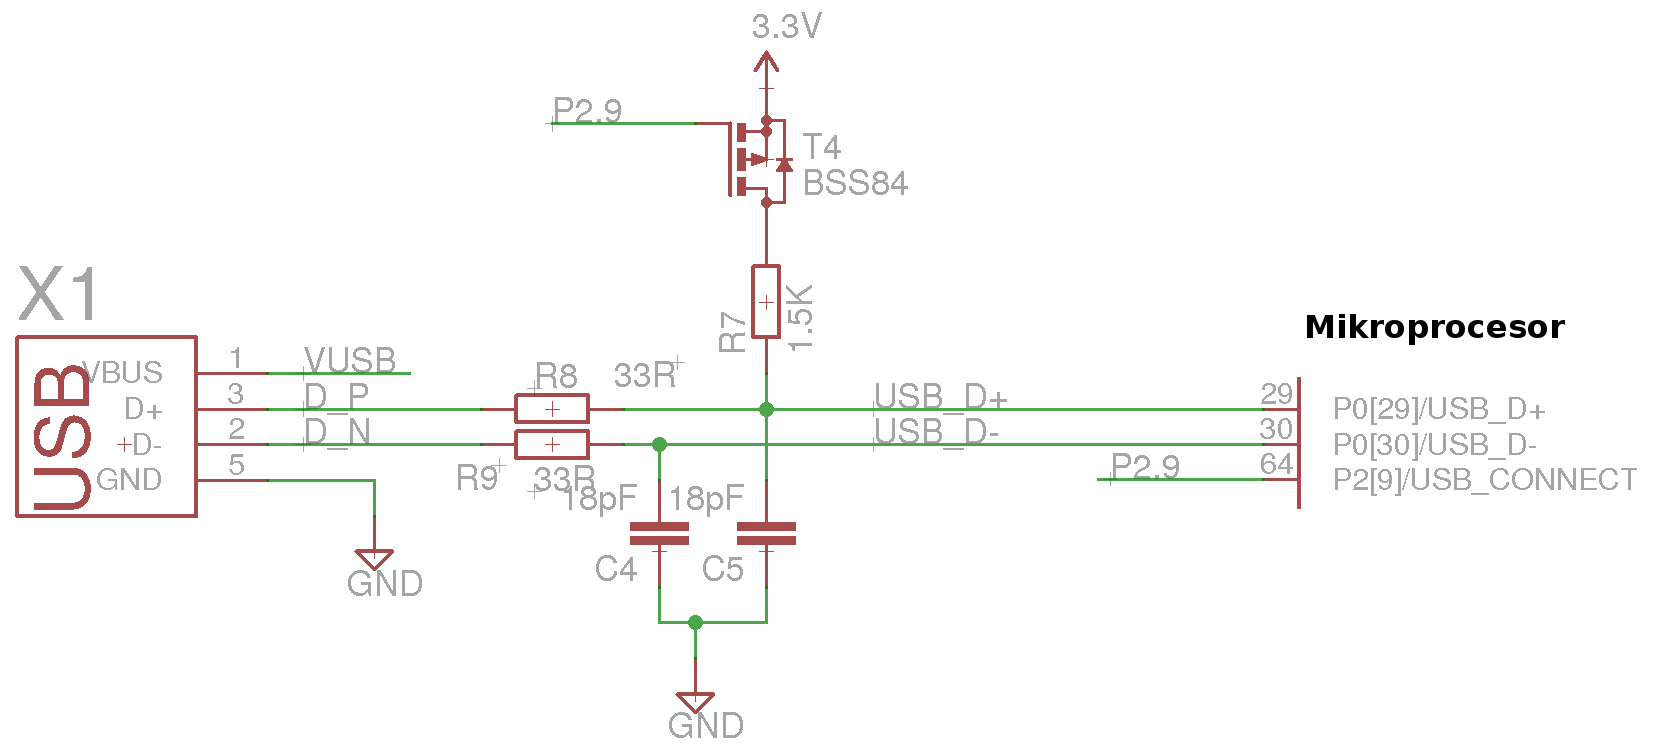 3.3V
P2.9
T4
BSS84
X1
R7
1.5K
Mikroprocesor
USB
VBUS
1
VUSB
R8
33R
D+
3
D_P
USB_D+
29
P0[29]/USB_D+
D-
2
D_N
USB_D-
30
P0[30]/USB_D-
GND
5
R9
33R
P2.9
64
P2[9]/USB_CONNECT
18pF
18pF
C4
C5
GND
GND